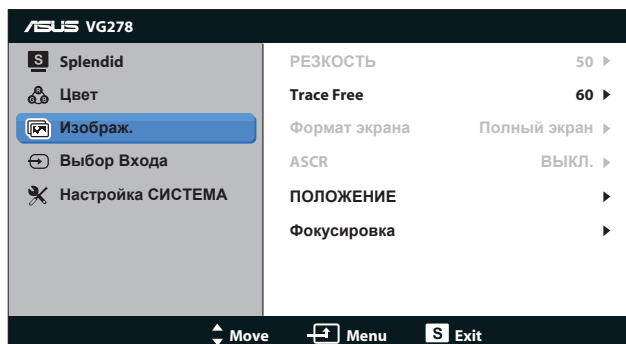 ASUS VG278
S Splendid
Цвет
Изображ.
Выбор Входа
Настройка СИСТЕМА
РЕЗКОСТЬ 50
Trace Free 60
Формат экрана Полный экран
ASCR ВЫКЛ.
ПОЛОЖЕНИЕ
Фокусировка
Move Menu S Exit